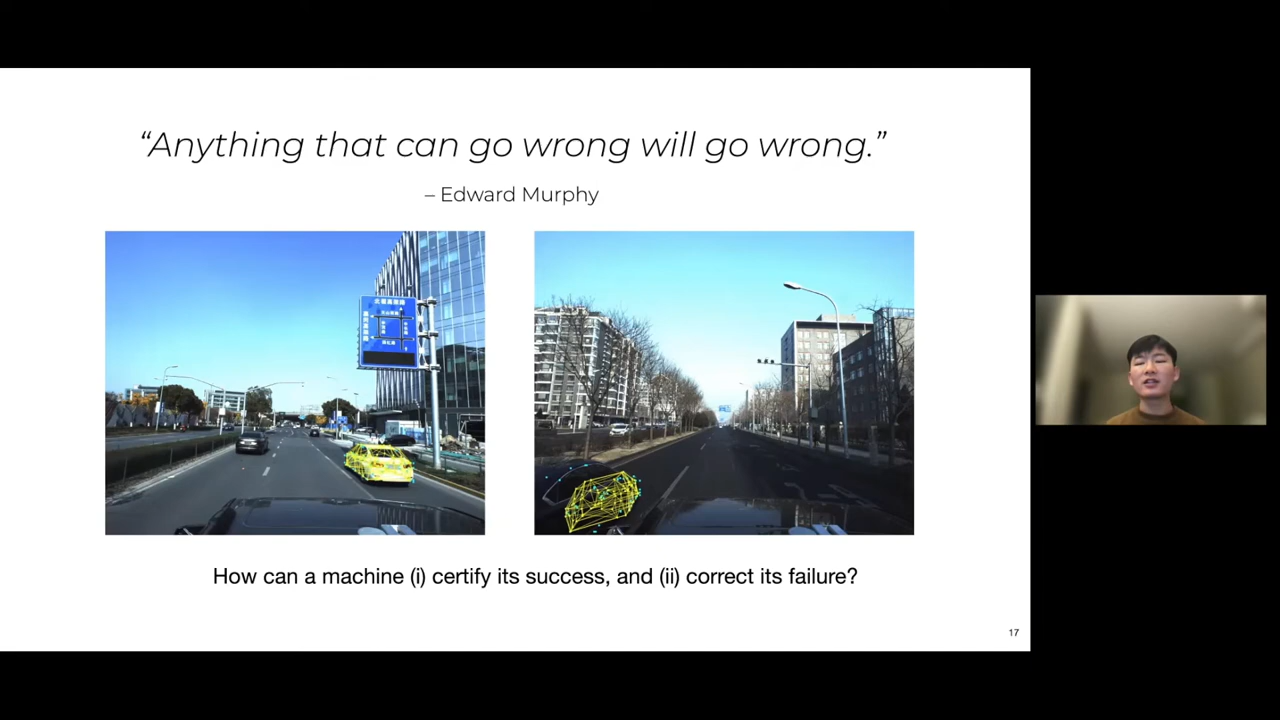 “Anything that can go wrong will go wrong.”
– Edward Murphy
How can a machine (i) certify its success, and (ii) correct its failure?
17